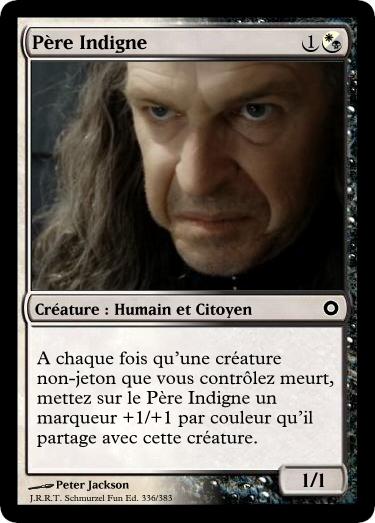 Père Indigne 1
Créature : Humain et Citoyen
A chaque fois qu'une créature
non-jeton que vous contrôlez meurt,
mettez sur le Père Indigne un
marqueur +1/+1 par couleur qu'il
partage avec cette créature.
Peter Jackson
1/1
J.R.R.T. Schmurzel Fun Ed. 336/383